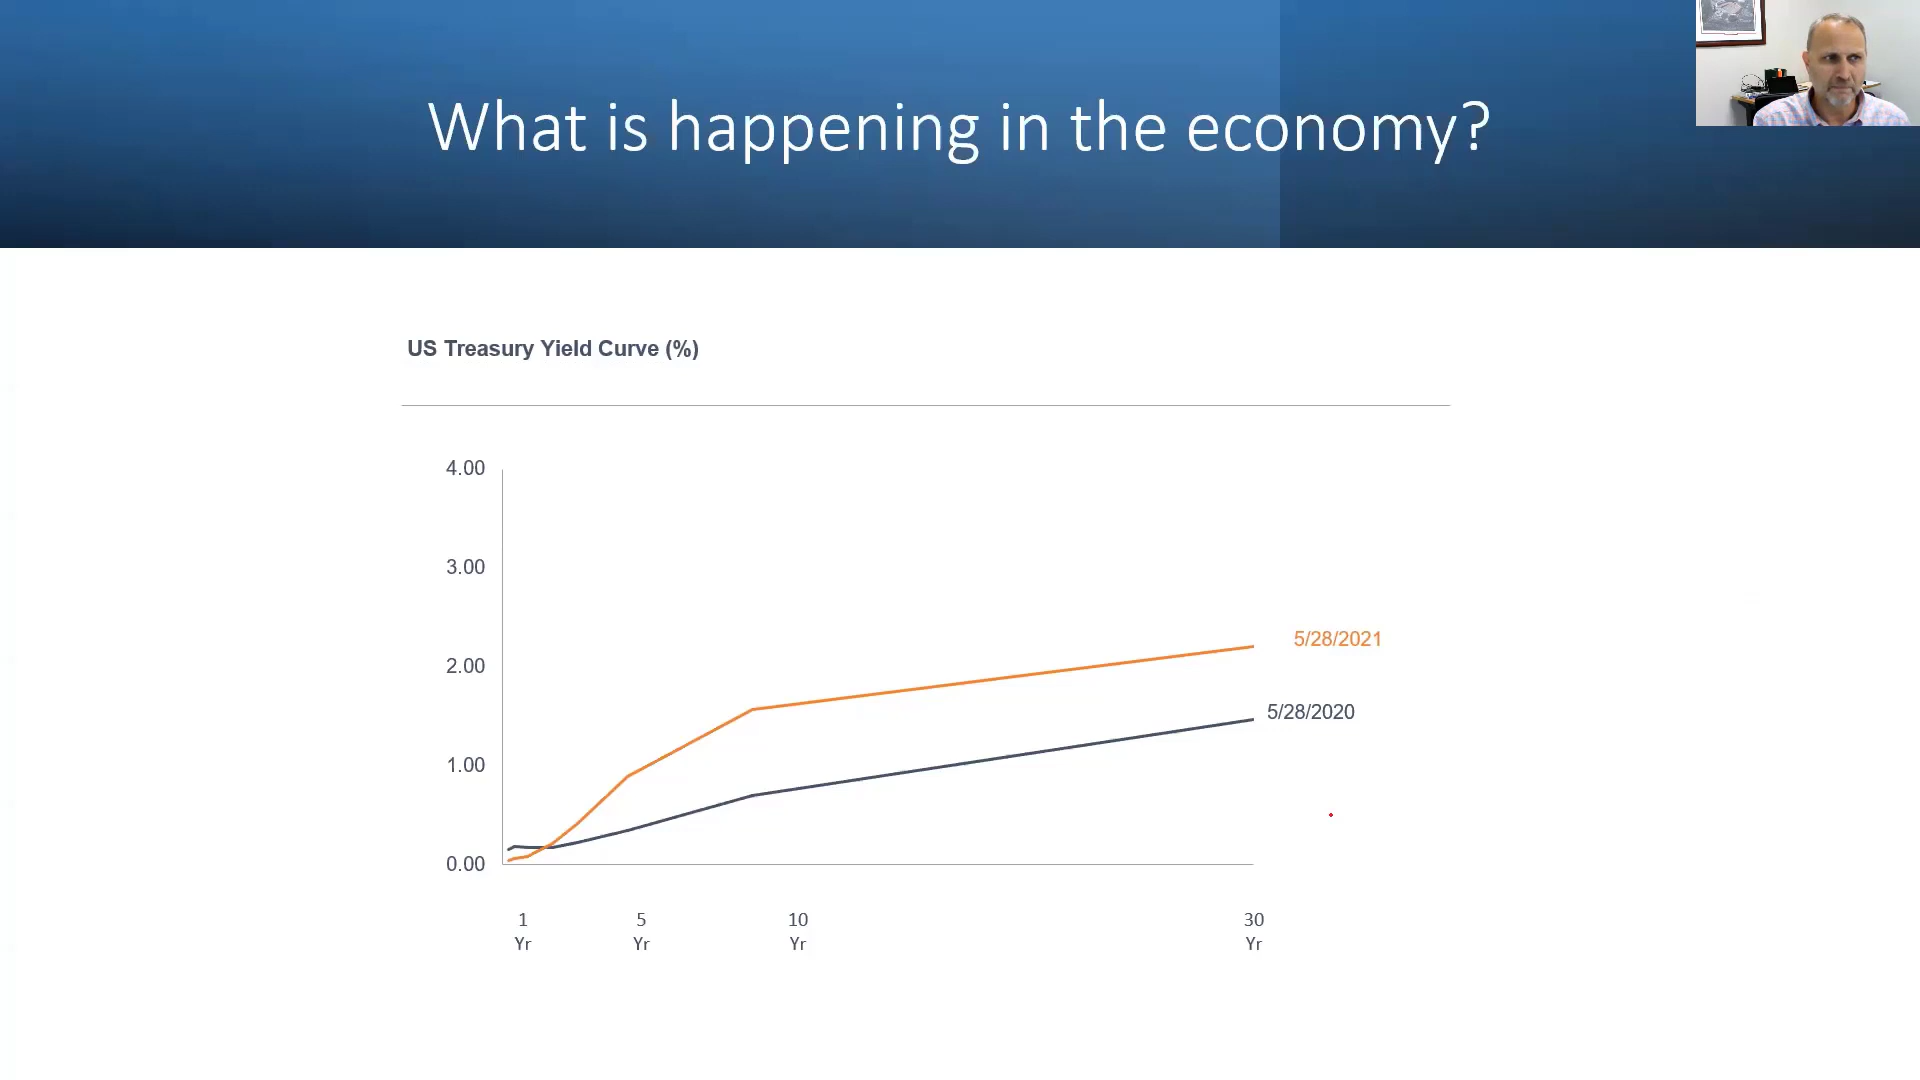 What is happening in the economy?
US Treasury Yield Curve (%)
4.00
3.00
2.00
1.00
0.00
5/28/2021
5/28/2020
1 5 10 30
Yr Yr Yr Yr